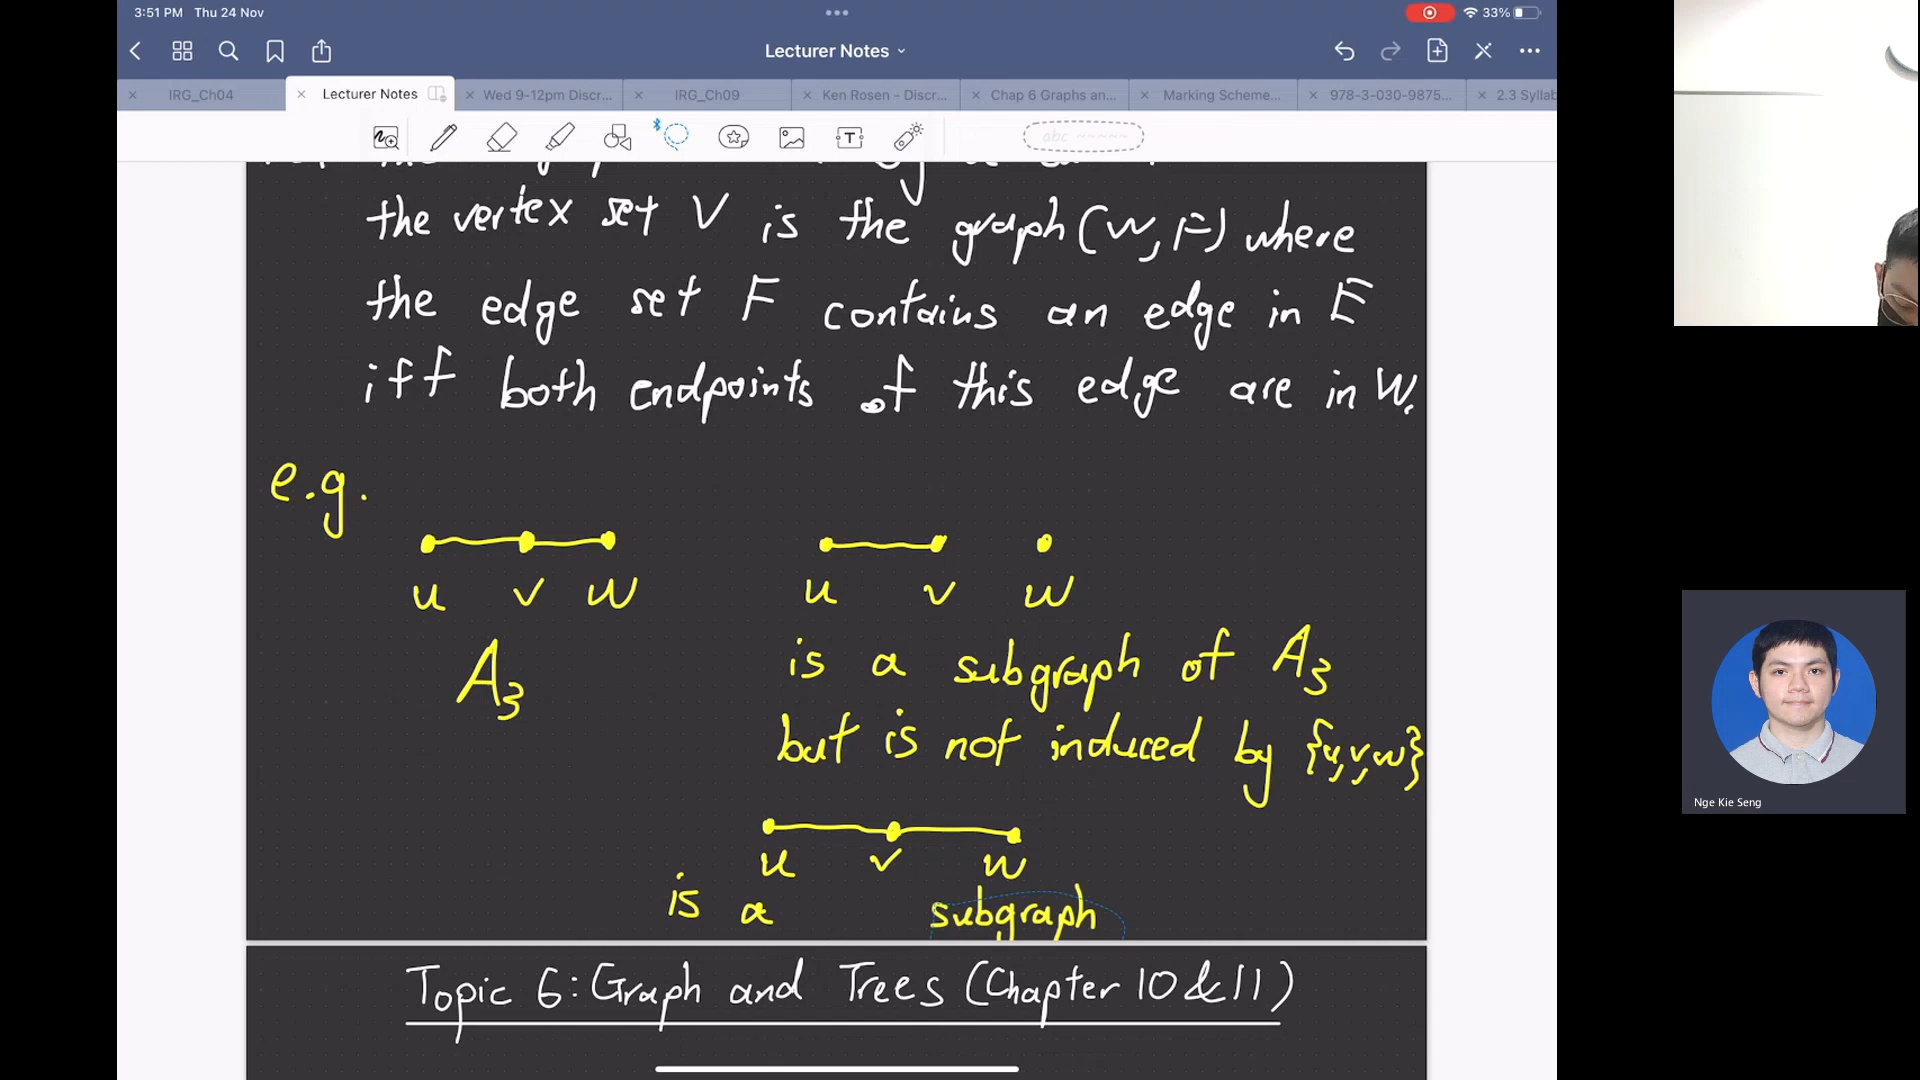 3:51 PM Thu 24 Nov
33%
Lecturer Notes
IRG_Ch04
Lecturer Notes
Wed 9-12pm Discr...
IRG_Ch09
Ken Rosen - Discr...
Chap 6 Graphs an...
Marking Scheme...
978-3-030-9875...
2.3 Syllab
abc
the vertex set V is the graph (W, F) where
the edge set F contains an edge in E
iff both endpoints of this edge are in W.
e.g.
u v w
u v w
A3
is a subgraph of A3
but is not induced by {u,v,w}
u v w
is a subgraph
Topic 6: Graph and Trees (Chapter 10 & 11)
Nge Kie Seng